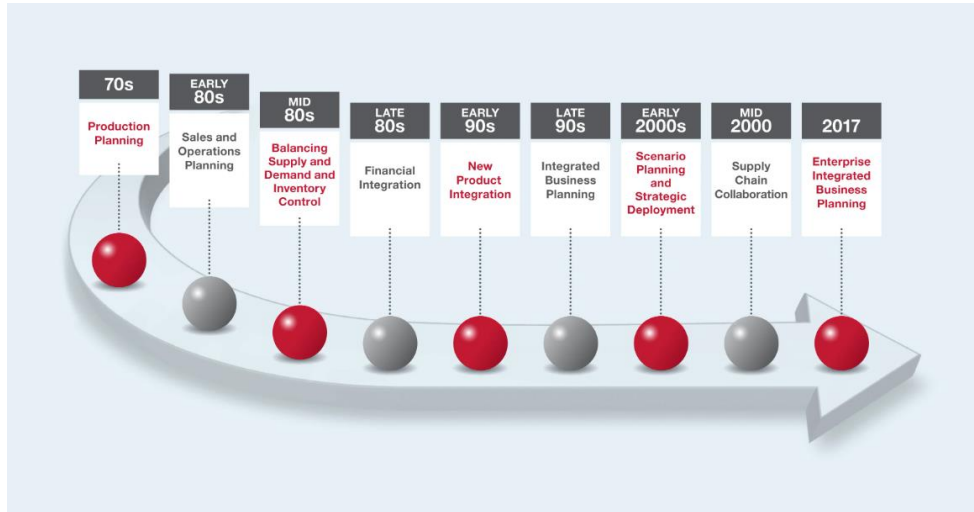 70s
Production
Planning
EARLY
80s
Sales and
Operations
Planning
MID
80s
Balancing
Supply and
Demand and
Inventory
Control
LATE
80s
Financial
Integration
EARLY
90s
New
Product
Integration
LATE
90s
Integrated
Business
Planning
EARLY
2000s
Scenario
Planning
and
Strategic
Deployment
MID
2000
Supply
Chain
Collaboration
2017
Enterprise
Integrated
Business
Planning